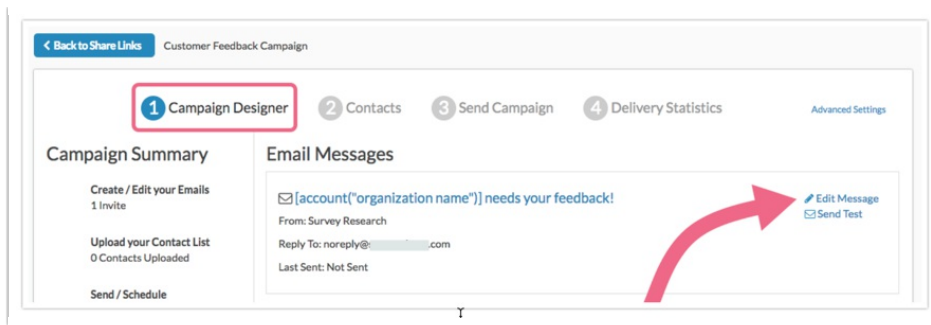 Back to Share Links Customer Feedback Campaign
1 Campaign Designer 2 Contacts 3 Send Campaign 4 Delivery Statistics Advanced Settings
Campaign Summary
Create / Edit your Emails
1 Invite
Upload your Contact List
0 Contacts Uploaded
Send / Schedule
Email Messages
[account("organization name")] needs your feedback!
From: Survey Research
Reply To: noreply@ .com
Last Sent: Not Sent
Edit Message
Send Test